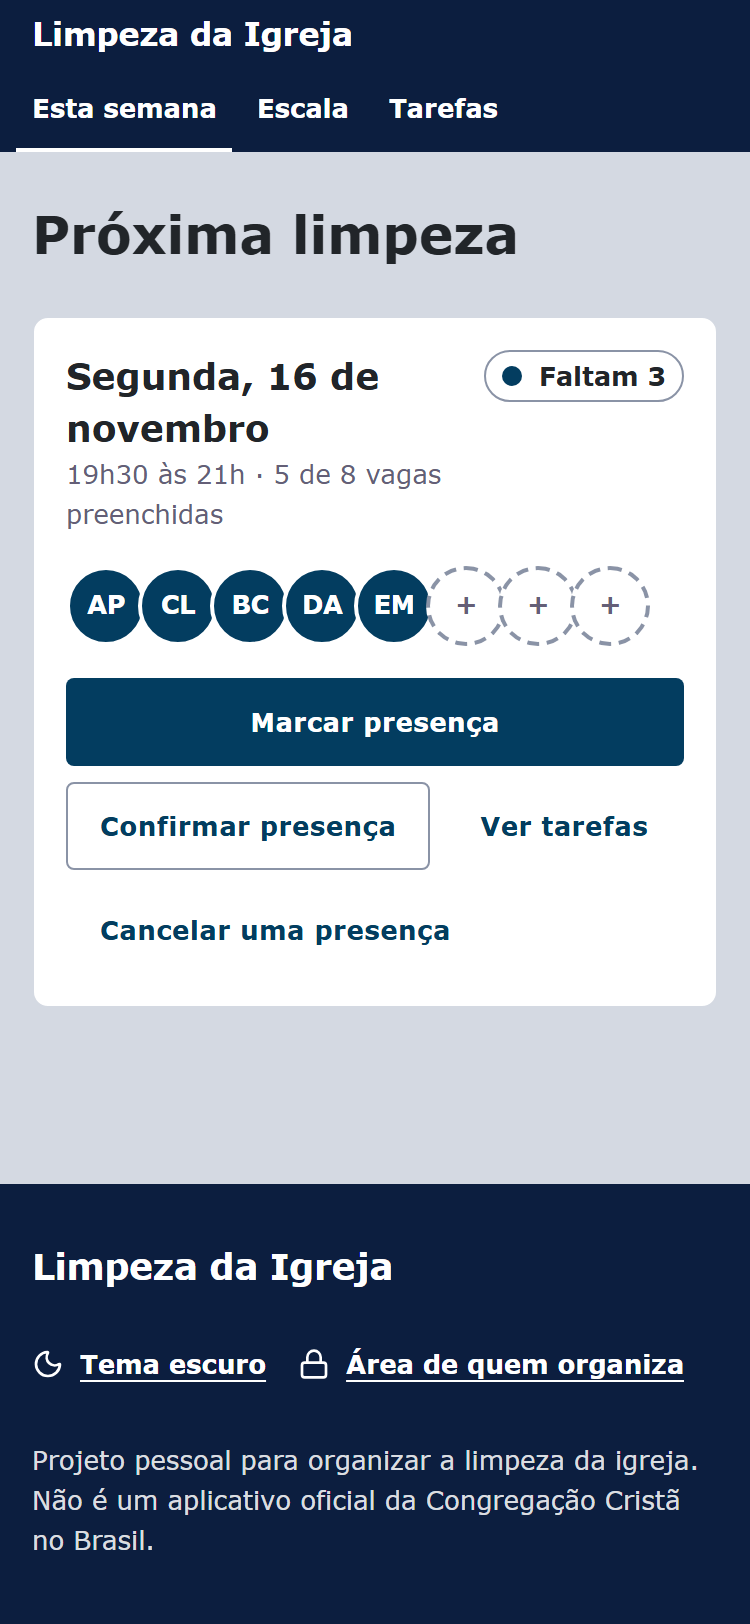 Limpeza da Igreja
Esta semana Escala Tarefas
Próxima limpeza
Segunda, 16 de
novembro
Faltam 3
19h30 às 21h · 5 de 8 vagas
preenchidas
AP CL BC DA EM + + +
Marcar presença
Confirmar presença Ver tarefas
Cancelar uma presença
Limpeza da Igreja
Tema escuro Área de quem organiza
Projeto pessoal para organizar a limpeza da igreja.
Não é um aplicativo oficial da Congregação Cristã
no Brasil.